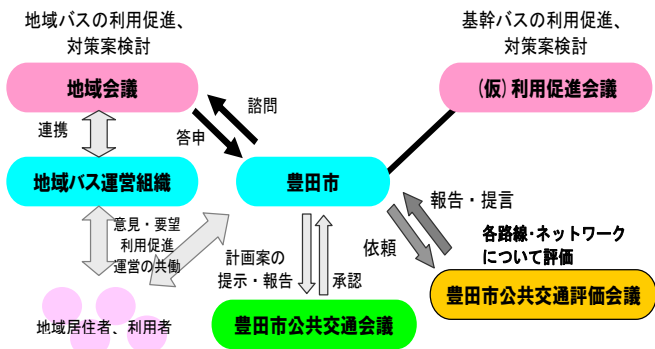 地域バスの利用促進、
対策案検討
基幹バスの利用促進、
対策案検討
地域会議
(仮)利用促進会議
諮問
連携
答申
地域バス運営組織
豊田市
報告・提言
意見・要望
利用促進
運営の共働
計画案の
提示・報告
承認
依頼
各路線・ネットワーク
について評価
豊田市公共交通評価会議
地域居住者、利用者
豊田市公共交通会議